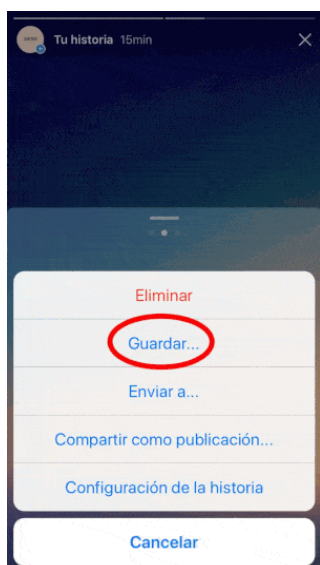 Tu historia 15min
Eliminar
Guardar...
Enviar a...
Compartir como publicación...
Configuración de la historia
Cancelar